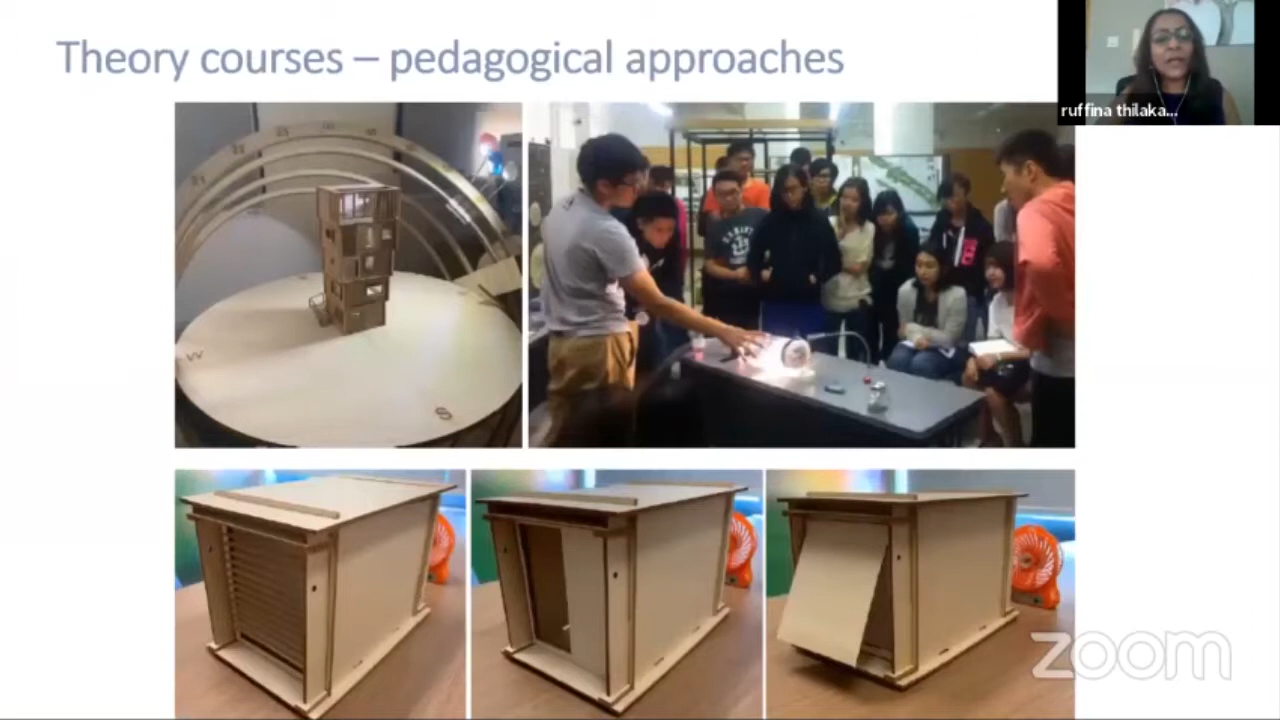 Theory courses – pedagogical approaches
ruffina thilaka...
W
S
zoom